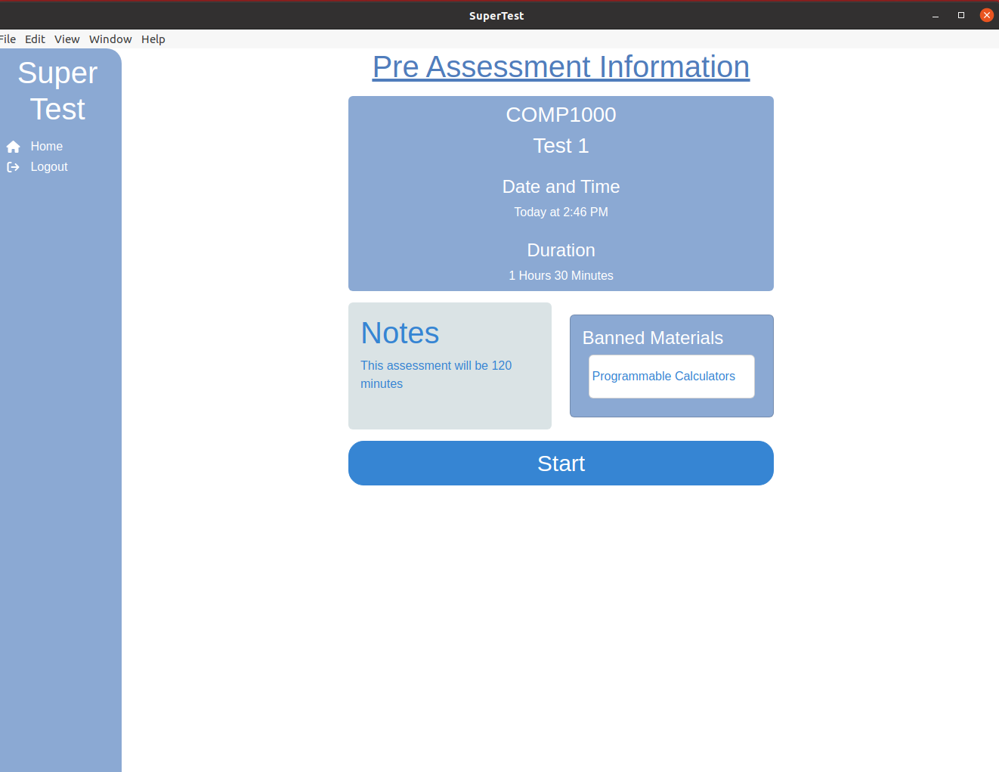 SuperTest
File Edit View Window Help
Super
Test
Home
Logout
Pre Assessment Information
COMP1000
Test 1
Date and Time
Today at 2:46 PM
Duration
1 Hours 30 Minutes
Notes
This assessment will be 120
minutes
Banned Materials
Programmable Calculators
Start